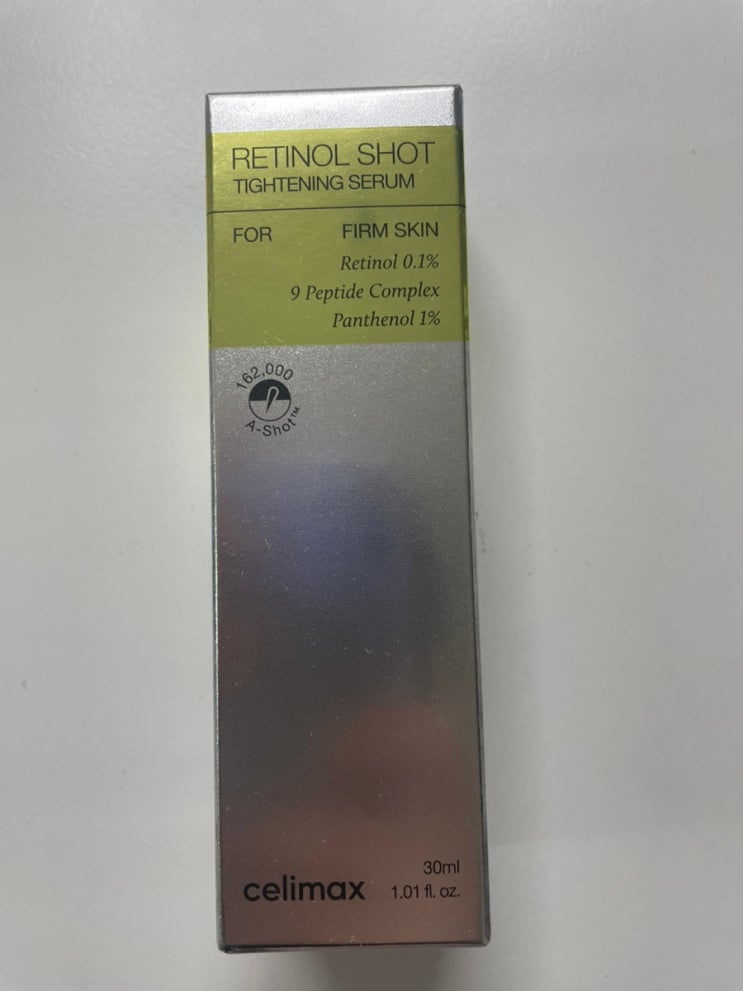 RETINOL SHOT
TIGHTENING SERUM
FOR FIRM SKIN
Retinol 0.1%
9 Peptide Complex
Panthenol 1%
162,000
A-Shot™
30ml
celimax 1.01 fl. oz.